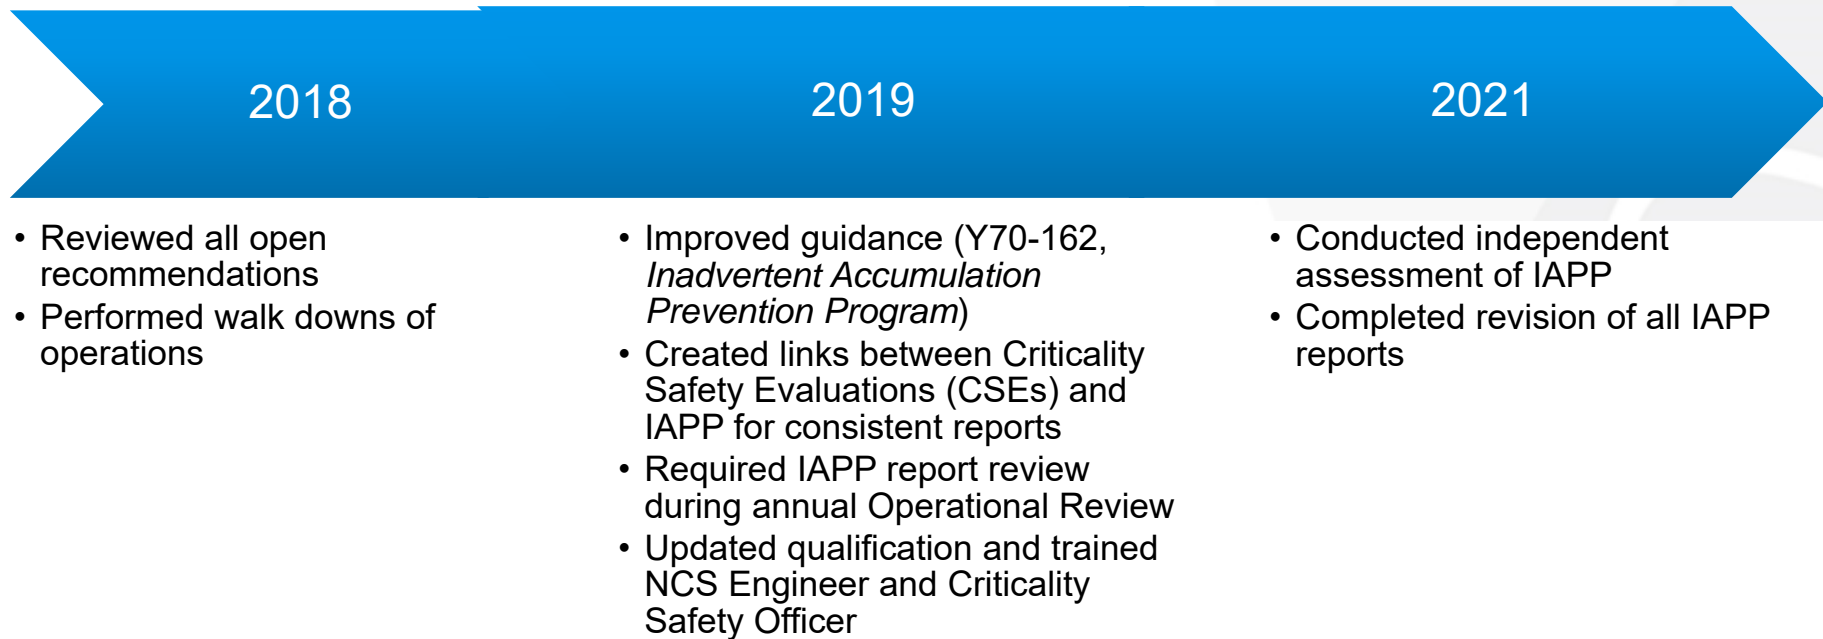 2018
2019
2021
• Reviewed all open
recommendations
• Performed walk downs of
operations
• Improved guidance (Y70-162,
Inadvertent Accumulation
Prevention Program)
• Created links between Criticality
Safety Evaluations (CSEs) and
IAPP for consistent reports
• Required IAPP report review
during annual Operational Review
• Updated qualification and trained
NCS Engineer and Criticality
Safety Officer
• Conducted independent
assessment of IAPP
• Completed revision of all IAPP
reports